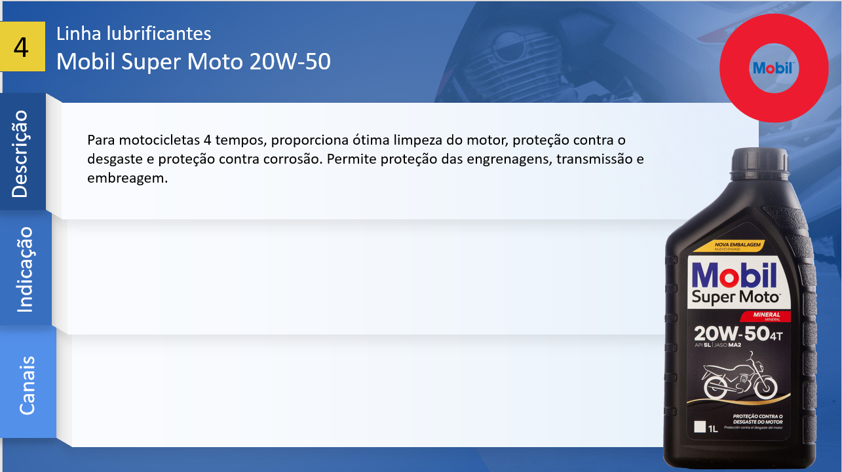 4
Linha lubrificantes
Mobil Super Moto 20W-50
Mobil
Descrição
Para motocicletas 4 tempos, proporciona ótima limpeza do motor, proteção contra o
desgaste e proteção contra corrosão. Permite proteção das engrenagens, transmissão e
embreagem.
Indicação
Canais
NOVA EMBALAGEM
Mobil
Super Moto
MINERAL
MINERAL
20W-50 4T
API SL | JASO MA2
PROTEÇÃO CONTRA O
DESGASTE DO MOTOR
1L